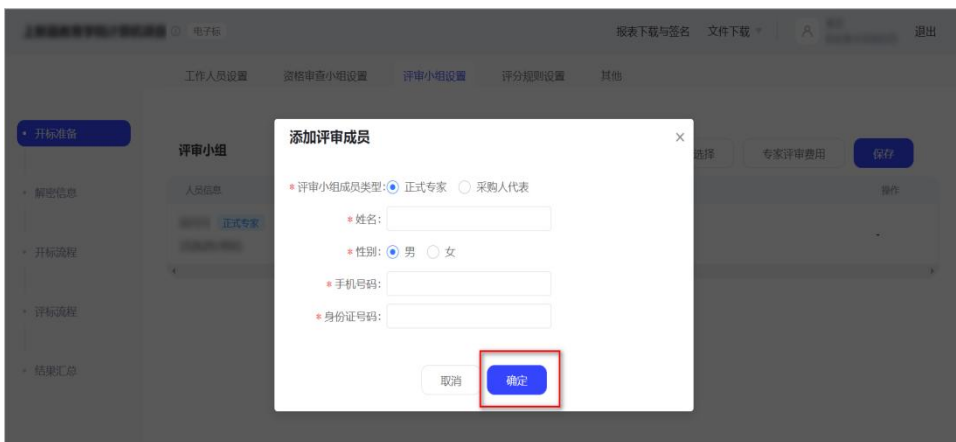 电子标 报表下载与签名 文件下载 退出
工作人员设置 资格审查小组设置 评审小组设置 评分规则设置 其他
开标准备
解密信息
开标流程
评标流程
结果汇总
评审小组 选择 专家评审费用 保存
人员信息 操作
正式专家 -
添加评审成员
*评审小组成员类型: 正式专家 采购人代表
*姓名:
*性别: 男 女
*手机号码:
*身份证号码:
取消 确定